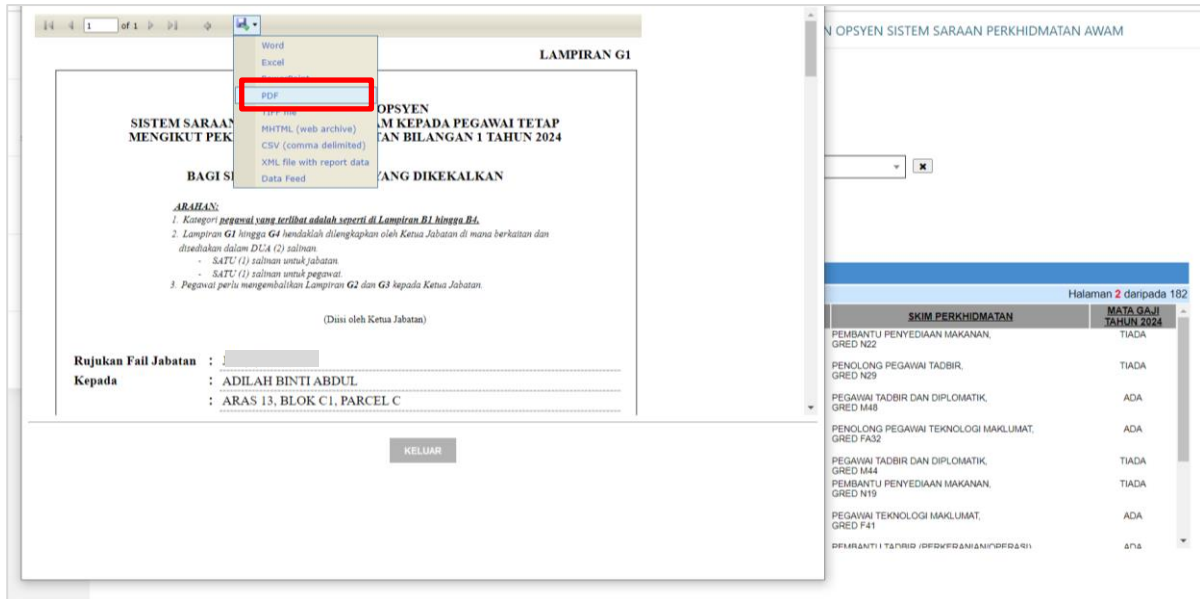 1 of 1
N OPSYEN SISTEM SARAAN PERKHIDMATAN AWAM
Word
Excel
PDF
TIFF file
MHTML (web archive)
CSV (comma delimited)
XML file with report data
Data Feed
LAMPIRAN G1
OPSYEN
SISTEM SARAAN AM KEPADA PEGAWAI TETAP
MENGIKUT PEK TAN BILANGAN 1 TAHUN 2024
BAGI S YANG DIKEKALKAN
ARAHAN:
1. Kategori pegawai yang terlibat adalah seperti di Lampiran B1 hingga B4.
2. Lampiran G1 hingga G4 hendaklah dilengkapkan oleh Ketua Jabatan di mana berkaitan dan
disediakan dalam DUA (2) salinan.
- SATU (1) salinan untuk jabatan.
- SATU (1) salinan untuk pegawai.
3. Pegawai perlu mengembalikan Lampiran G2 dan G3 kepada Ketua Jabatan.
(Diisi oleh Ketua Jabatan)
Rujukan Fail Jabatan :
Kepada : ADILAH BINTI ABDUL
: ARAS 13, BLOK C1, PARCEL C
KELUAR
Halaman 2 daripada 182
SKIM PERKHIDMATAN MATA GAJI TAHUN 2024
PEMBANTU PENYEDIAAN MAKANAN, TIADA
GRED N22
PENOLONG PEGAWAI TADBIR, TIADA
GRED N29
PEGAWAI TADBIR DAN DIPLOMATIK, ADA
GRED M48
PENOLONG PEGAWAI TEKNOLOGI MAKLUMAT, ADA
GRED FA32
PEGAWAI TADBIR DAN DIPLOMATIK, TIADA
GRED M44
PEMBANTU PENYEDIAAN MAKANAN, TIADA
GRED N19
PEGAWAI TEKNOLOGI MAKLUMAT, ADA
GRED F41
PEMBANTU TADBIR (PERKERANIAN/OPERASI), ADA